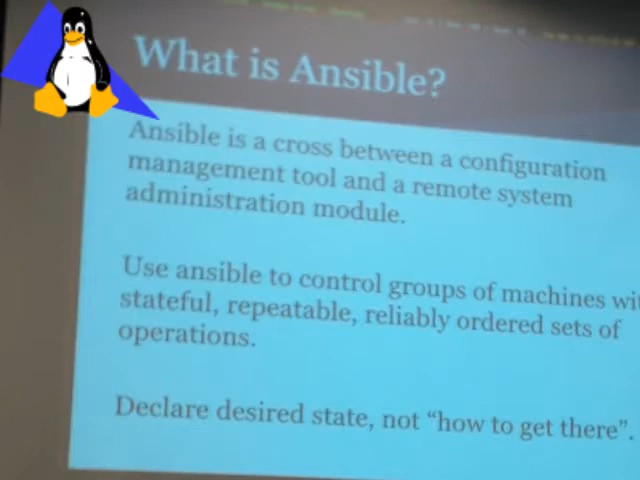 What is Ansible?
Ansible is a cross between a configuration
management tool and a remote system
administration module.
Use ansible to control groups of machines
stateful, repeatable, reliably ordered sets of
operations.
Declare desired state, not “how to get there”.